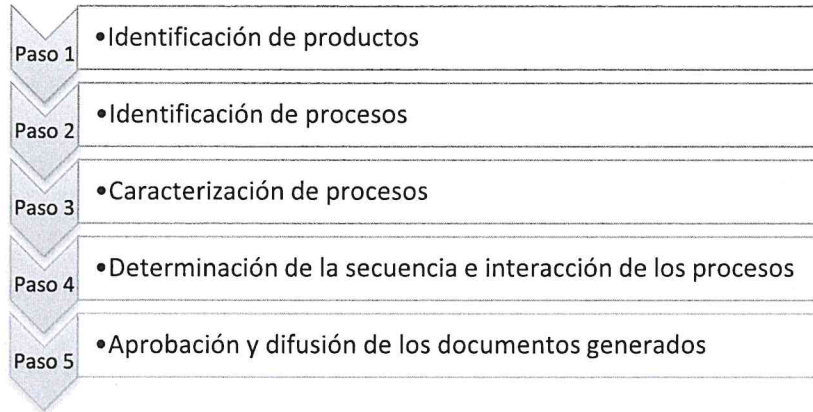 Paso 1
•Identificación de productos
Paso 2
•Identificación de procesos
Paso 3
•Caracterización de procesos
Paso 4
•Determinación de la secuencia e interacción de los procesos
Paso 5
•Aprobación y difusión de los documentos generados